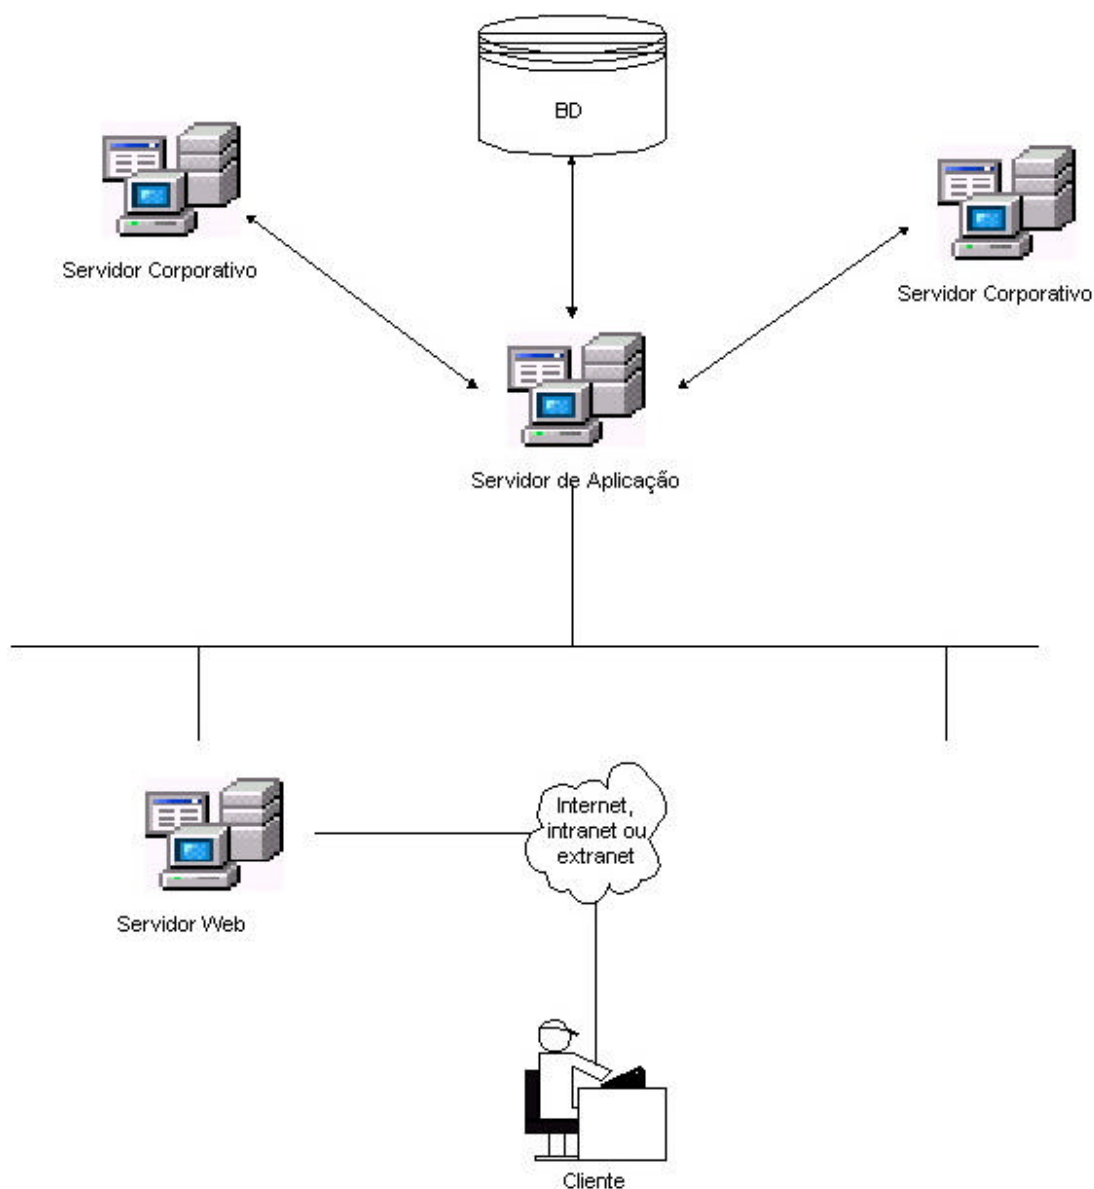 BD
Servidor Corporativo
Servidor Corporativo
Servidor de Aplicação
Internet,
intranet ou
extranet
Servidor Web
Cliente